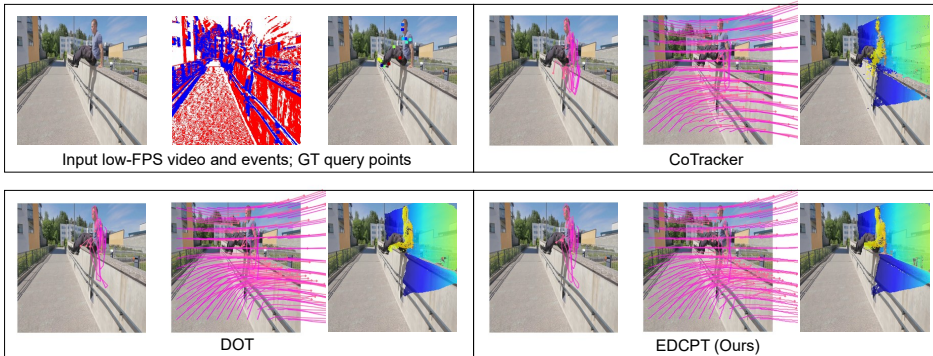 Input low-FPS video and events; GT query points
CoTracker
DOT
EDCPT (Ours)